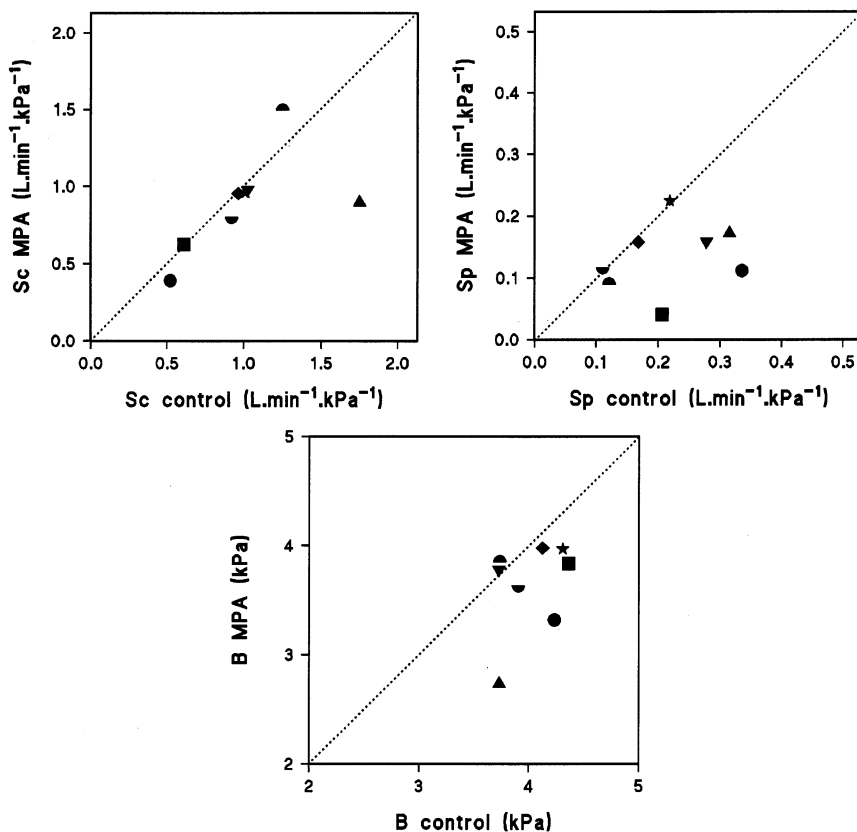 2.0
1.5
1.0
0.5
0.0
Sc MPA (L.min⁻¹.kPa⁻¹)
0.0 0.5 1.0 1.5 2.0
Sc control (L.min⁻¹.kPa⁻¹)
0.5
0.4
0.3
0.2
0.1
0.0
Sp MPA (L.min⁻¹.kPa⁻¹)
0.0 0.1 0.2 0.3 0.4 0.5
Sp control (L.min⁻¹.kPa⁻¹)
5
4
3
2
B MPA (kPa)
2 3 4 5
B control (kPa)